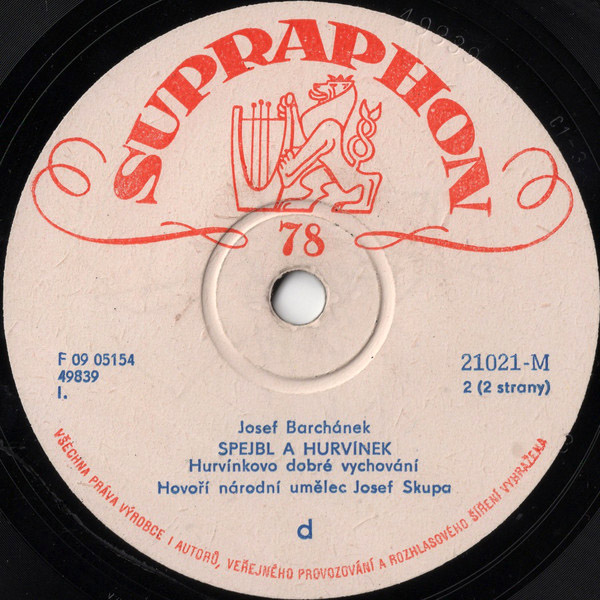 SUPRAPHON
78
F 09 05154
49839
I.
21021-M
2 (2 strany)
Josef Barchánek
SPEJBL A HURVÍNEK
Hurvínkovo dobré vychování
Hovoří národní umělec Josef Skupa
d
VŠECHNA PRÁVA VÝROBCE I AUTORŮ, VEŘEJNÉHO PROVOZOVÁNÍ A ROZHLASOVÉHO ŠÍŘENÍ VYHRAŽENA